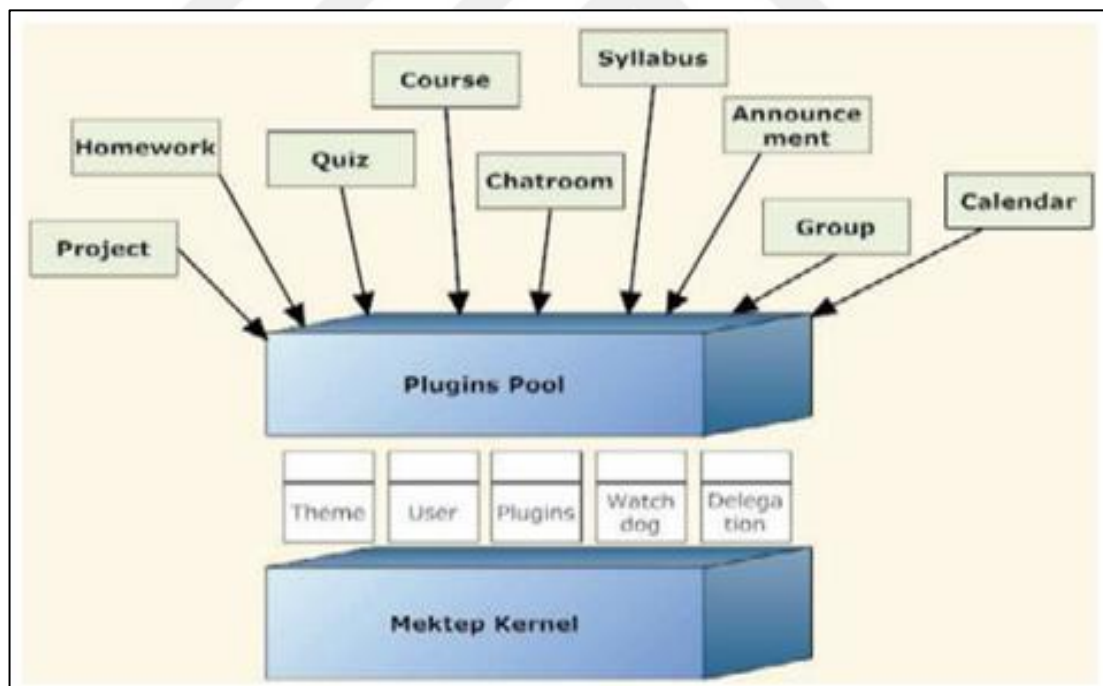 Syllabus
Course
Announce
ment
Homework
Quiz
Chatroom
Calendar
Group
Project
Plugins Pool
Theme
User
Plugins
Watch
dog
Delega
tion
Mektep Kernel